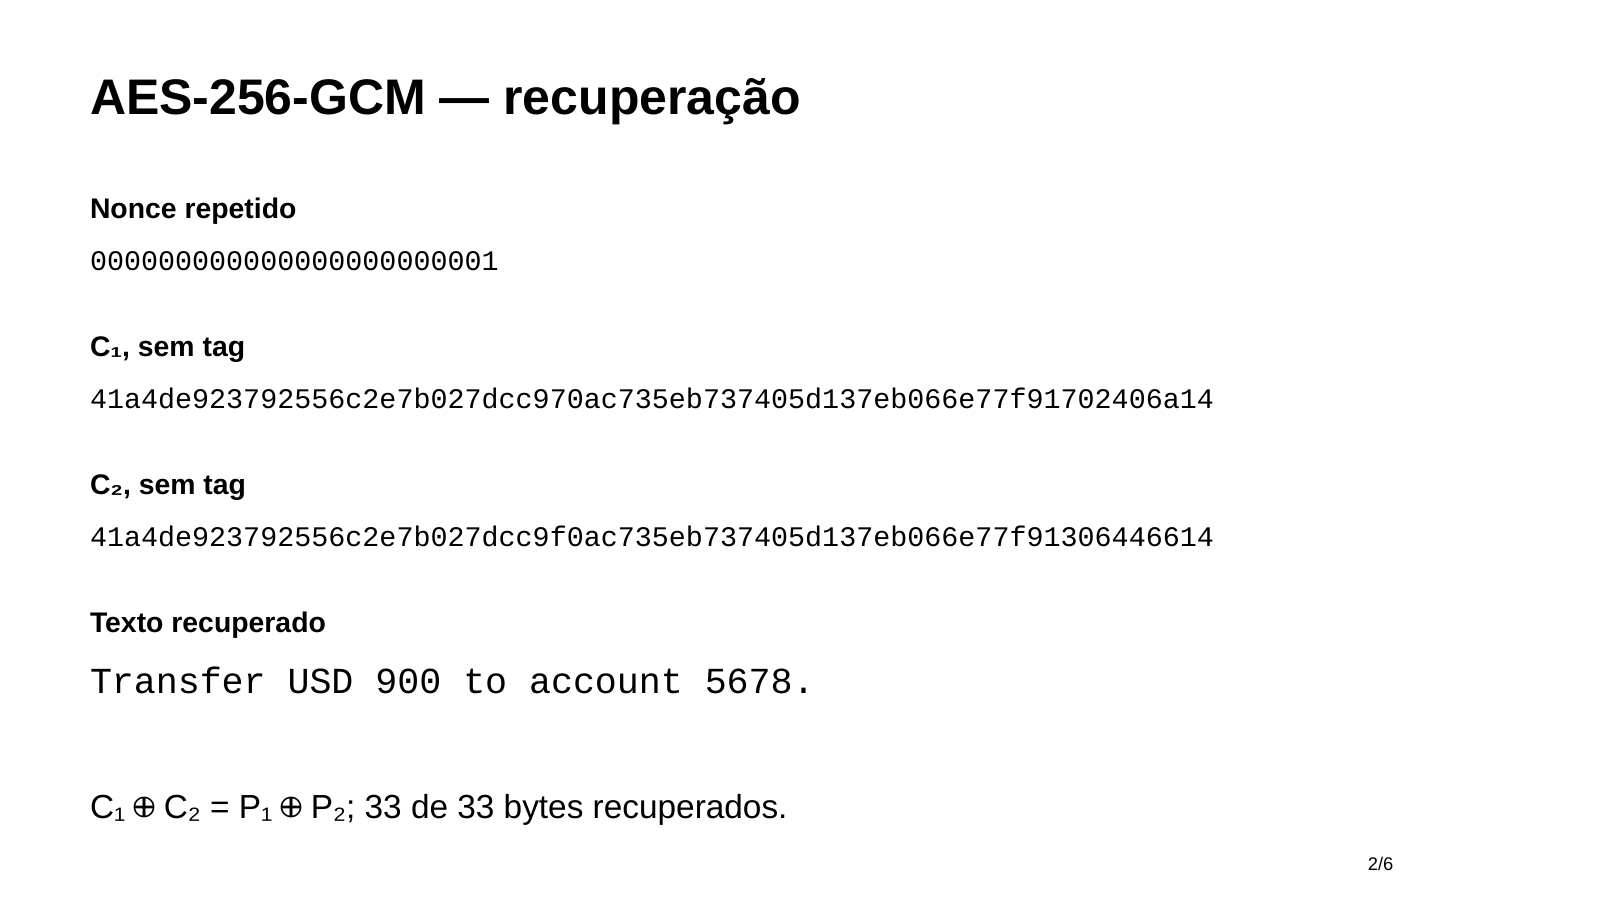 AES-256-GCM — recuperação
Nonce repetido
000000000000000000000001
C₁, sem tag
41a4de923792556c2e7b027dcc970ac735eb737405d137eb066e77f91702406a14
C₂, sem tag
41a4de923792556c2e7b027dcc9f0ac735eb737405d137eb066e77f91306446614
Texto recuperado
Transfer USD 900 to account 5678.
C₁ ⊕ C₂ = P₁ ⊕ P₂; 33 de 33 bytes recuperados.
2/6